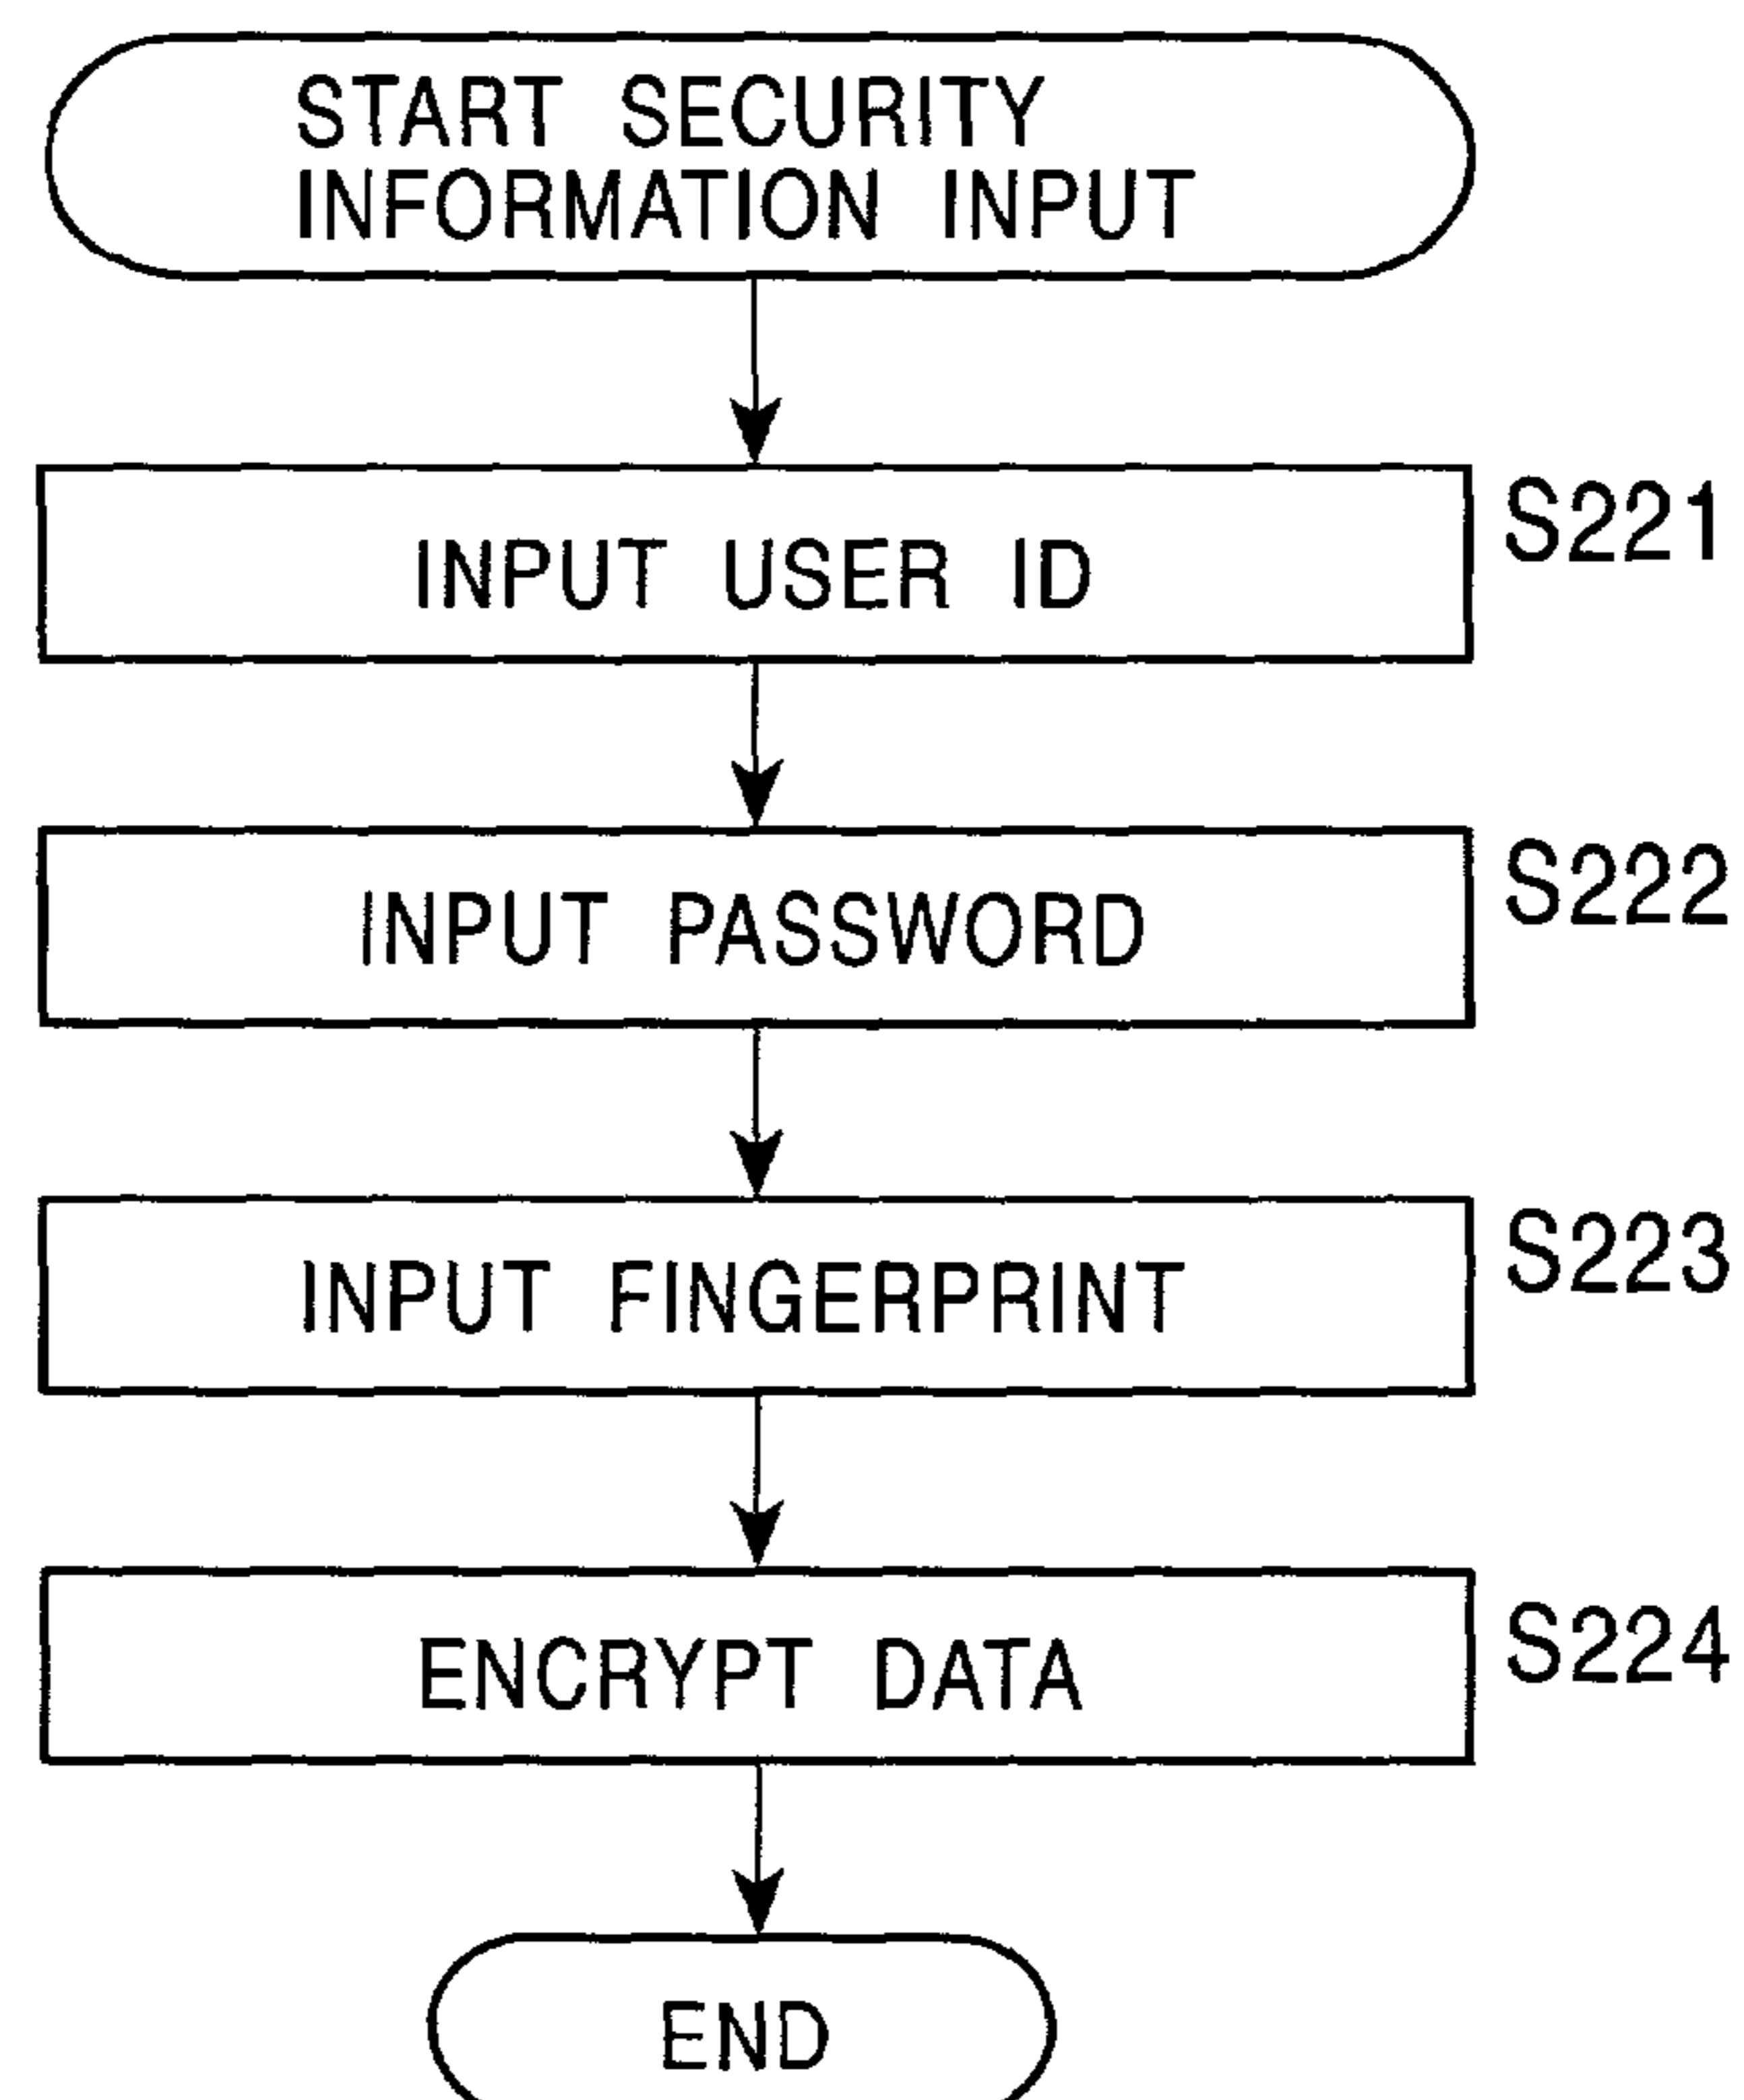 START SECURITY
INFORMATION INPUT
INPUT USER ID
S221
INPUT PASSWORD
S222
INPUT FINGERPRINT
S223
ENCRYPT DATA
S224
END